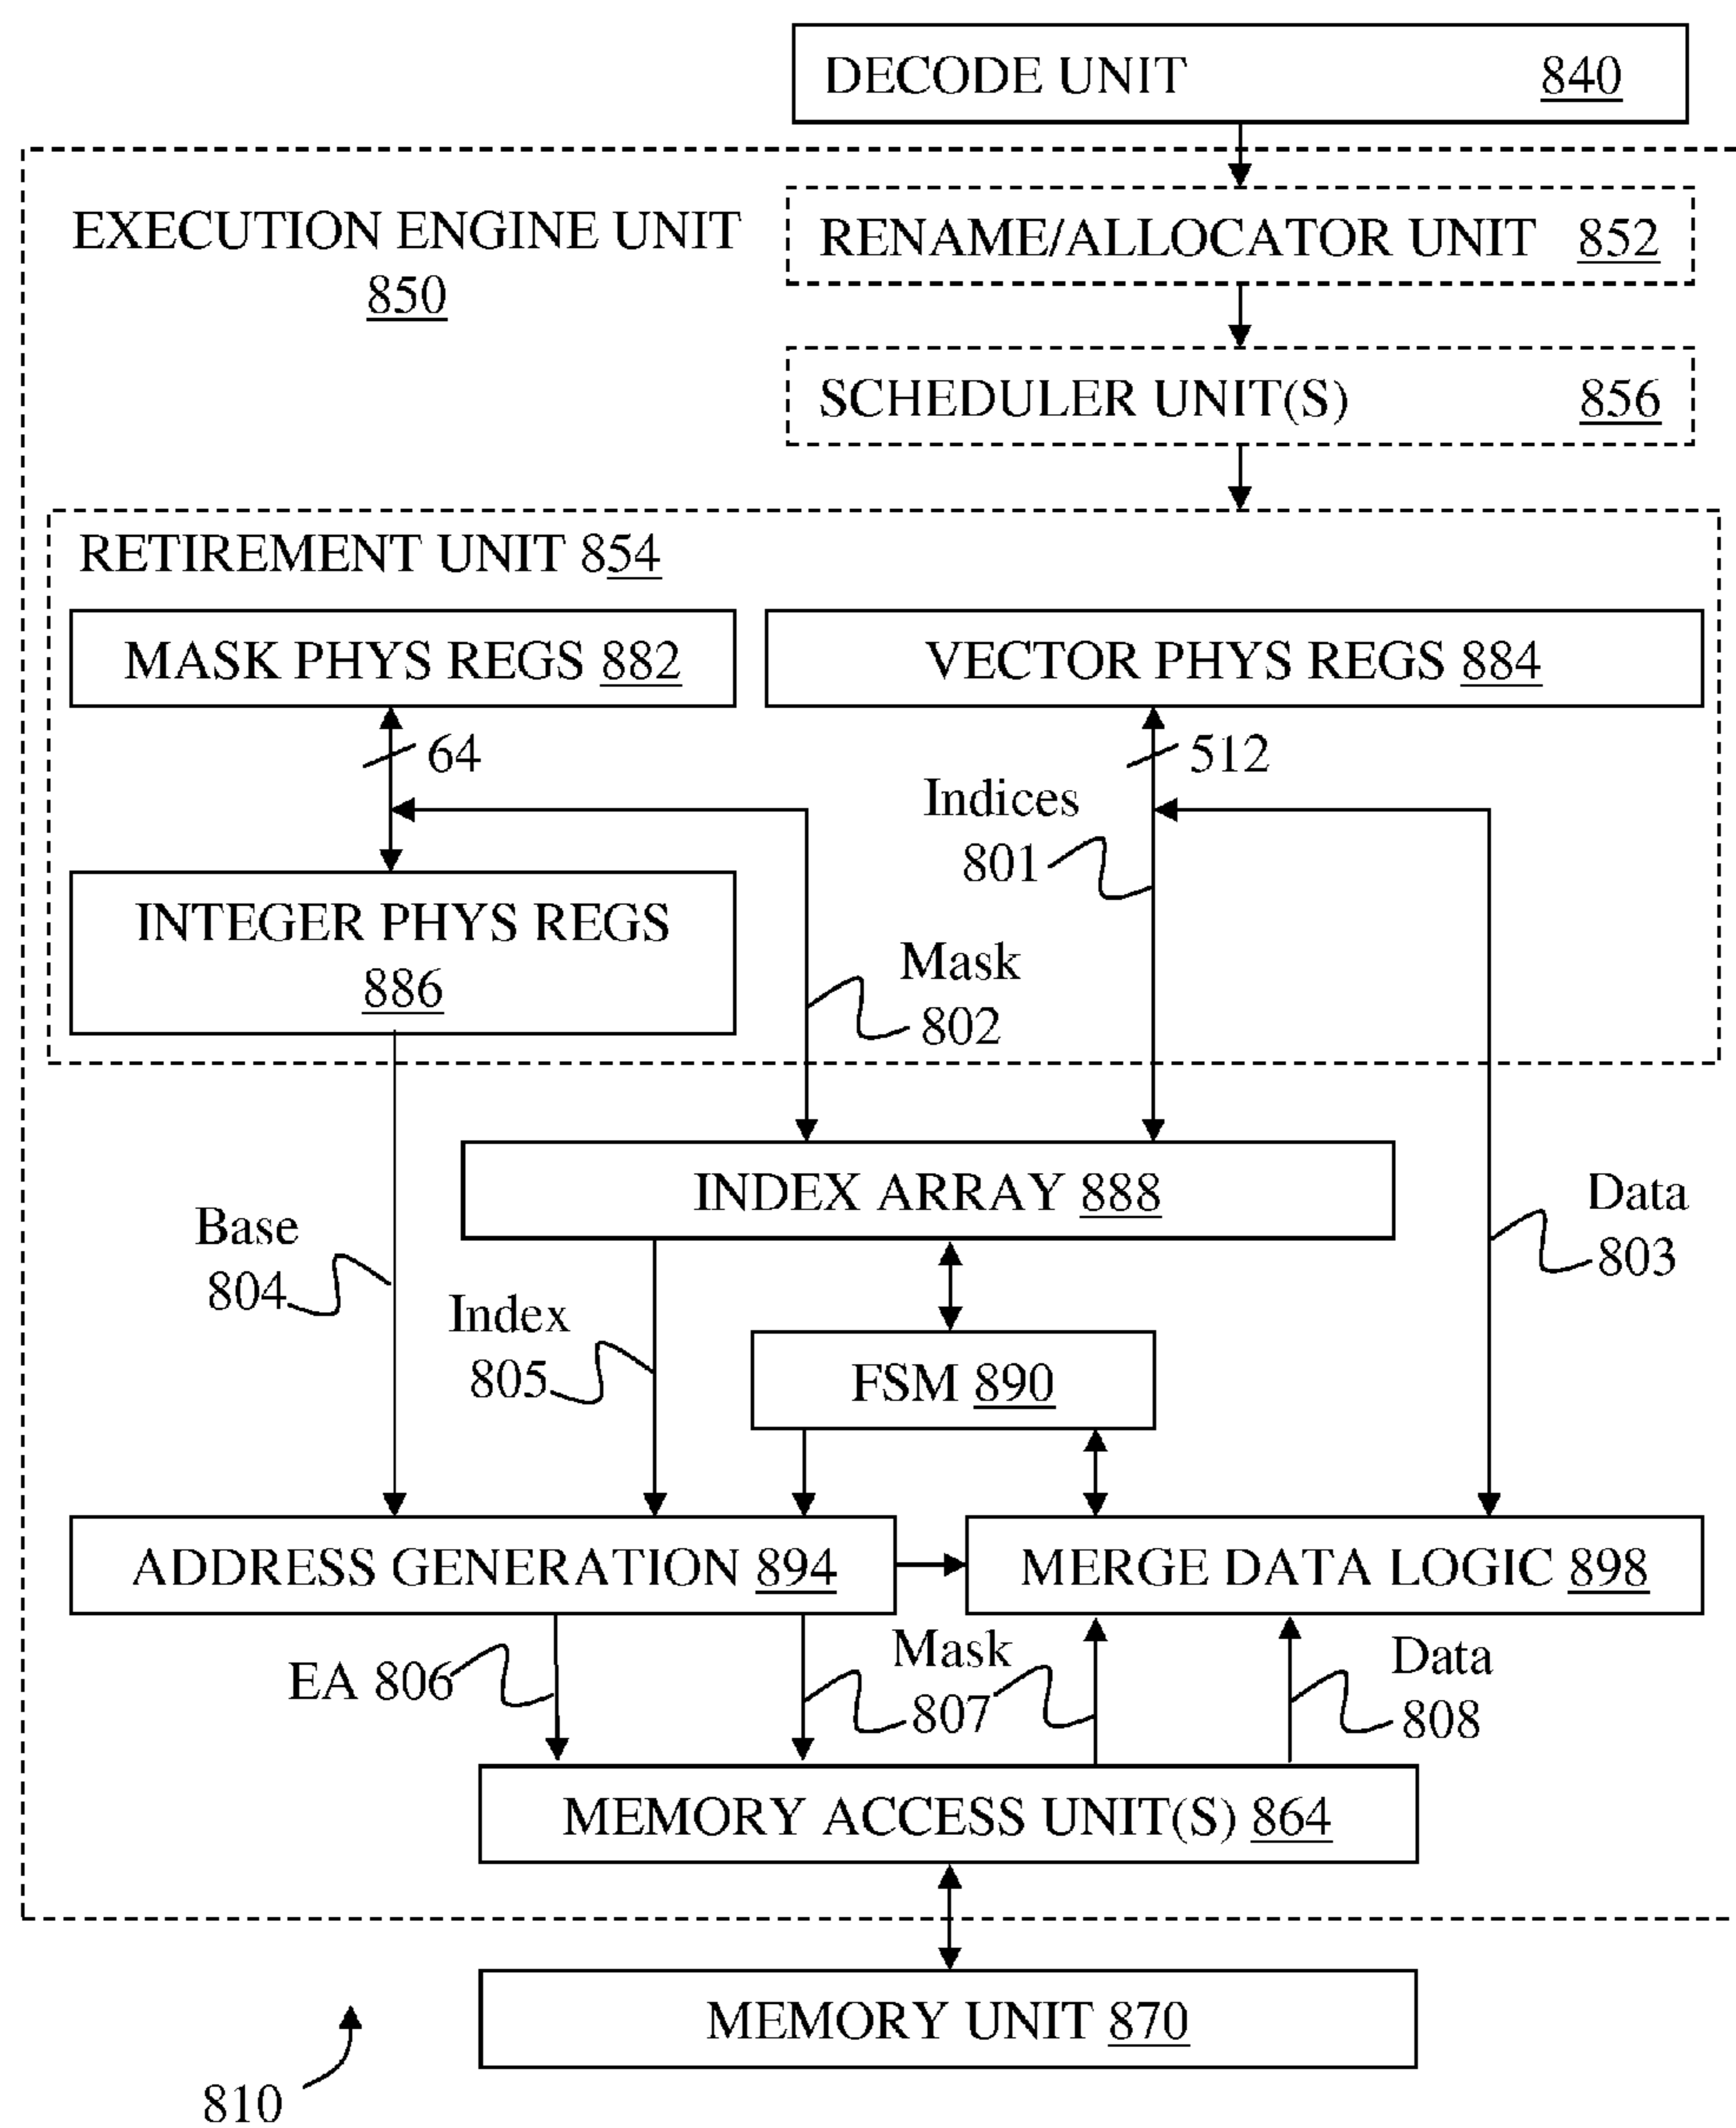 DECODE UNIT 840
EXECUTION ENGINE UNIT
850
RENAME/ALLOCATOR UNIT 852
SCHEDULER UNIT(S) 856
RETIREMENT UNIT 854
MASK PHYS REGS 882
VECTOR PHYS REGS 884
64
512
Indices
801
INTEGER PHYS REGS
886
Mask
802
INDEX ARRAY 888
Base
804
Data
803
Index
805
FSM 890
ADDRESS GENERATION 894
MERGE DATA LOGIC 898
EA 806
Mask
807
Data
808
MEMORY ACCESS UNIT(S) 864
MEMORY UNIT 870
810